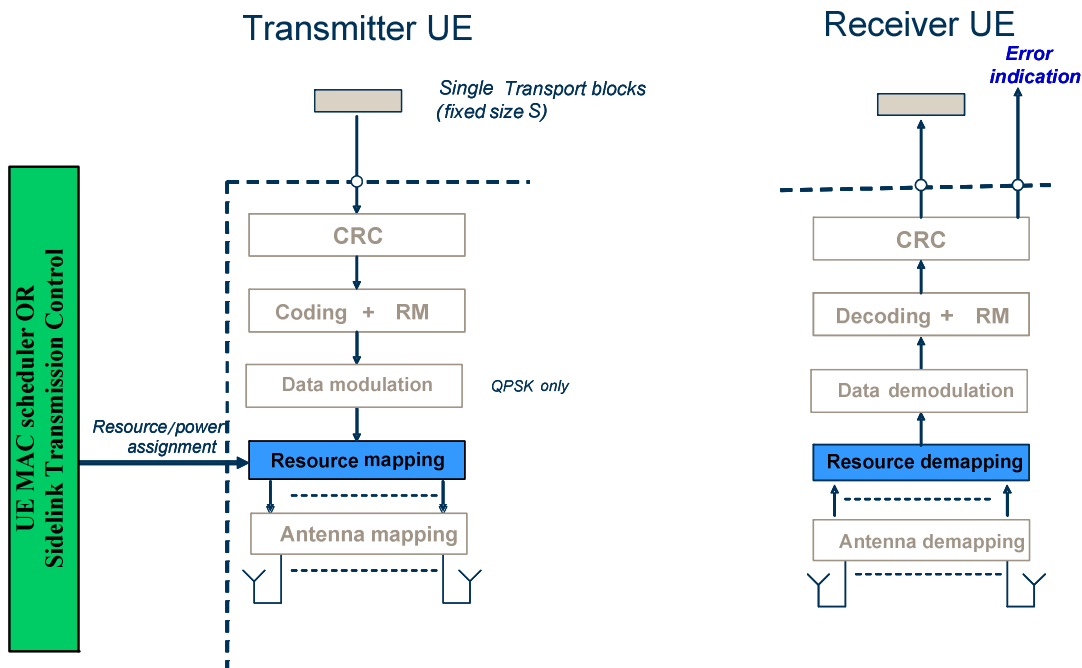 Transmitter UE
Receiver UE
Error
indication
Single Transport blocks
(fixed size S)
UE MAC scheduler OR
Sidelink Transmission Control
CRC
CRC
Coding + RM
Decoding + RM
Data modulation
QPSK only
Data demodulation
Resource/power
assignment
Resource mapping
Resource demapping
Antenna mapping
Antenna demapping